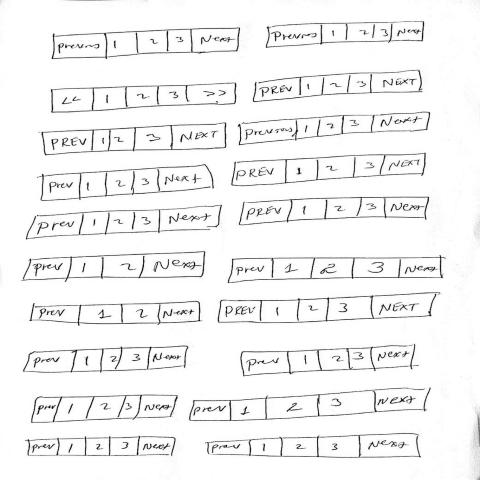 Previous 1 2 3 Next Previous 1 2 3 Next
<< 1 2 3 >> PREV 1 2 3 NEXT
PREV 1 2 3 NEXT Previous 1 2 3 Next
Prev 1 2 3 Next PREV 1 2 3 NEXT
prev 1 2 3 Next PREV 1 2 3 Next
prev 1 2 Next prev 1 2 3 Next
prev 1 2 Next PREV 1 2 3 NEXT
prev 1 2 3 Next prev 1 2 3 Next
prev 1 2 3 Next prev 1 2 3 Next
prev 1 2 3 Next prev 1 2 3 Next